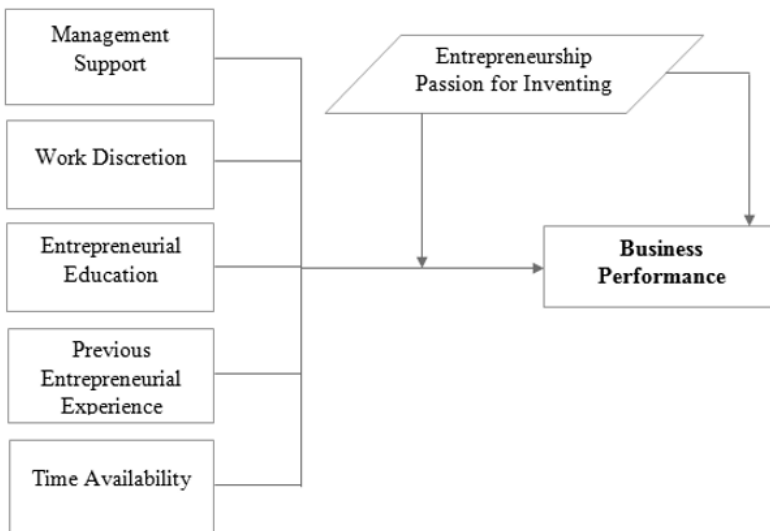 Management
Support
Work Discretion
Entrepreneurial
Education
Previous
Entrepreneurial
Experience
Time Availability
Entrepreneurship
Passion for Inventing
Business
Performance